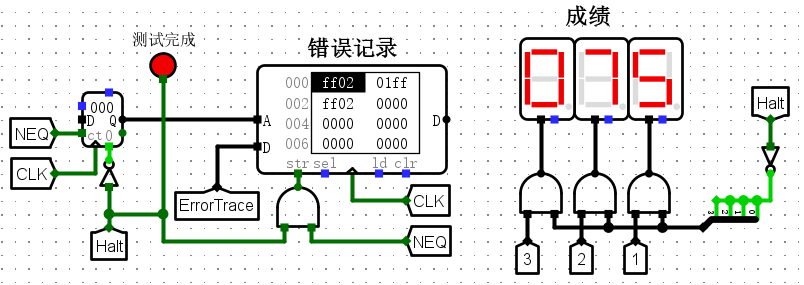 成绩
测试完成
错误记录
000 ff02 01ff
002 ff02 0000
004 0000 0000
006 0000 0000
000
D Q
ct 0
A
D
D
str sel ld clr
NEQ
CLK
ErrorTrace
Halt
CLK
NEQ
075
Halt
3 2 1 0
3
2
1